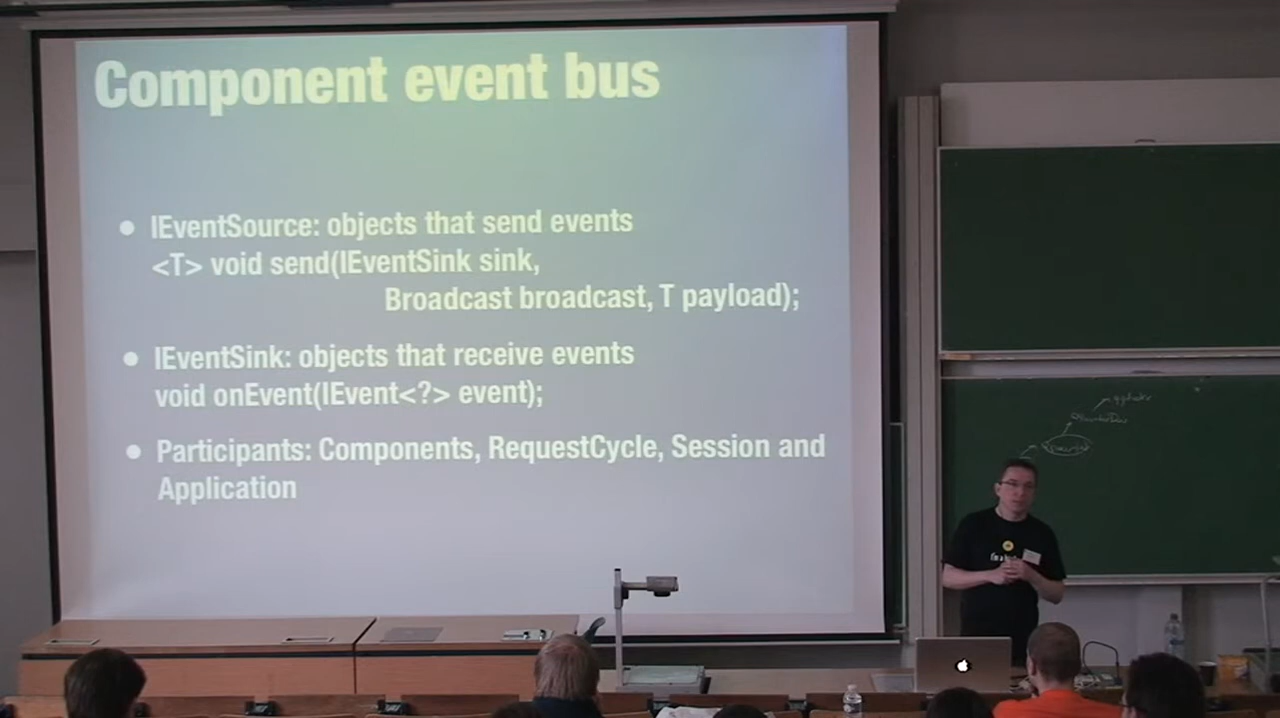 Component event bus
• IEventSource: objects that send events
<T> void send(IEventSink sink,
Broadcast broadcast, T payload);
• IEventSink: objects that receive events
void onEvent(IEvent<?> event);
• Participants: Components, RequestCycle, Session and
Application
I'm a